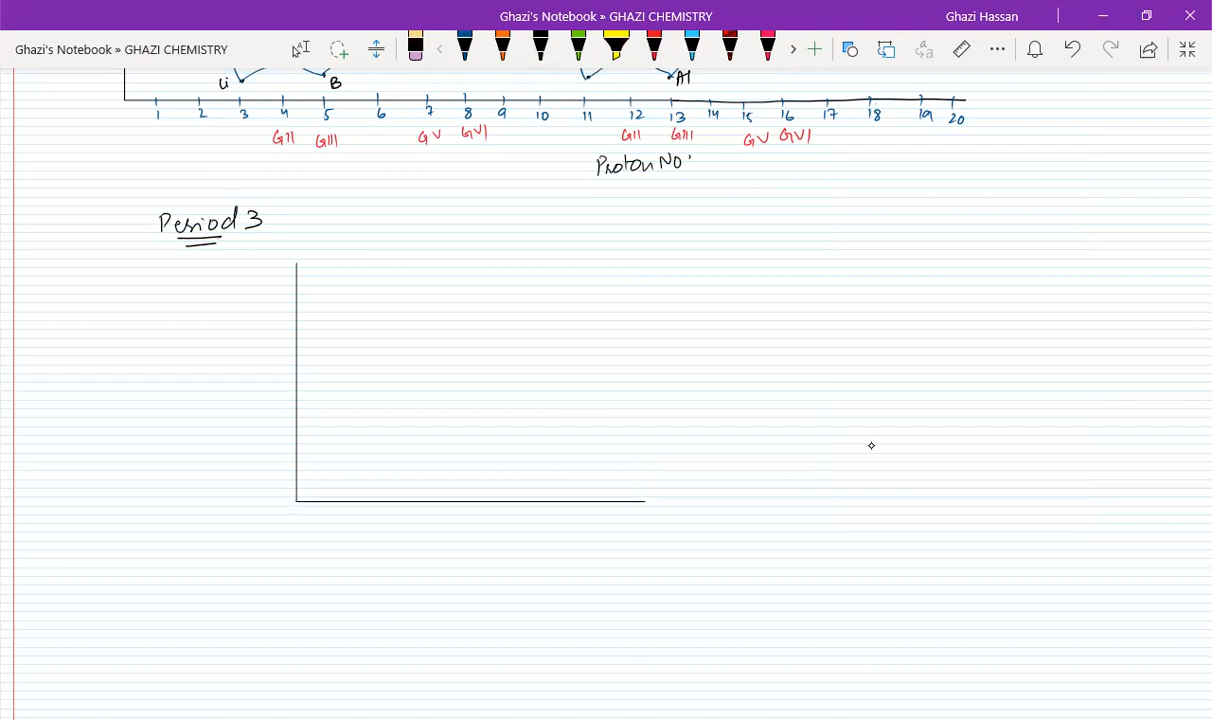 Ghazi's Notebook » GHAZI CHEMISTRY
Ghazi Hassan
Ghazi's Notebook » GHAZI CHEMISTRY
Li B Al
1 2 3 4 5 6 7 8 9 10 11 12 13 14 15 16 17 18 19 20
GII GIII GV GVI GII GIII GV GVI
Proton No.
Period 3